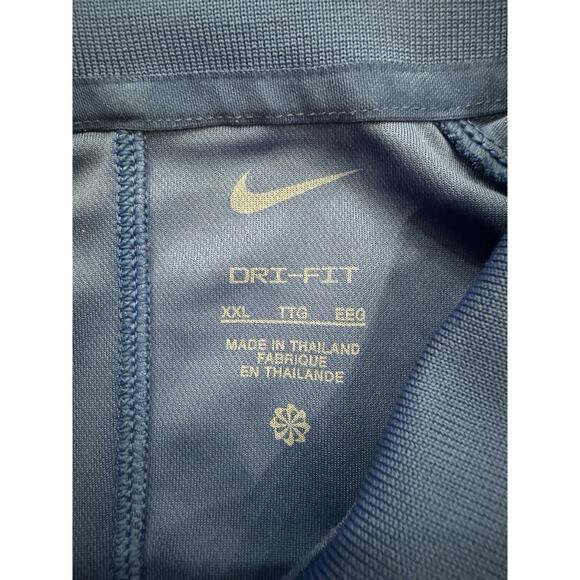 DRI-FIT
XXL TTG EEG
MADE IN THAILAND
FABRIQUE
EN THAILANDE